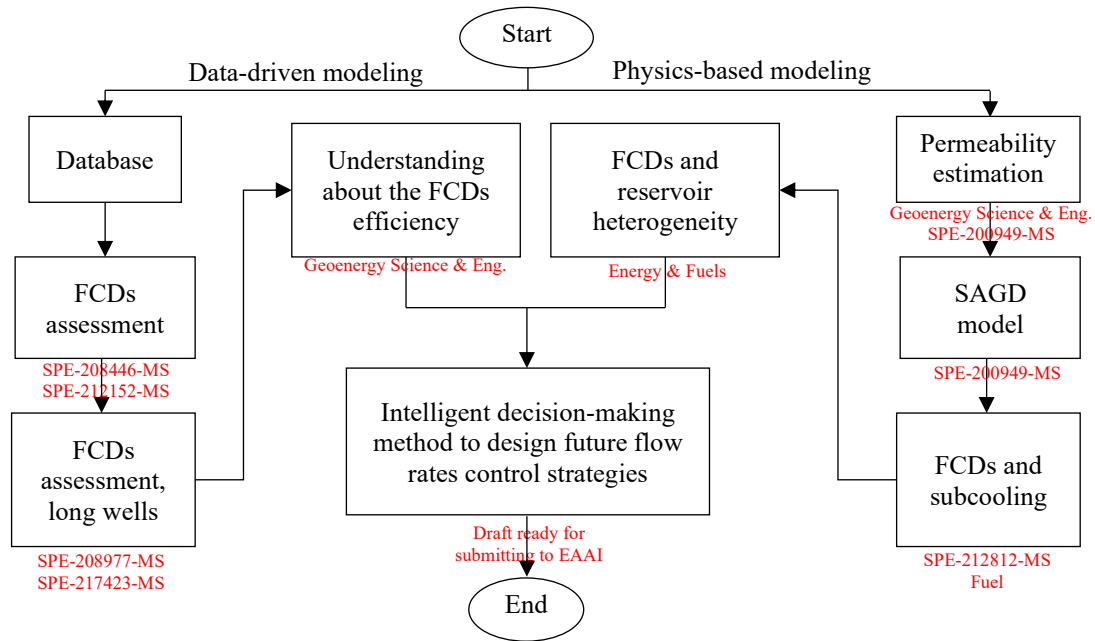 Start
Data-driven modeling
Physics-based modeling
Database
FCDs
assessment
SPE-208446-MS
SPE-212152-MS
FCDs
assessment,
long wells
SPE-208977-MS
SPE-217423-MS
Understanding
about the FCDs
efficiency
Geoenergy Science & Eng.
FCDs and
reservoir
heterogeneity
Energy & Fuels
Permeability
estimation
Geoenergy Science & Eng.
SPE-200949-MS
SAGD
model
SPE-200949-MS
FCDs and
subcooling
SPE-212812-MS
Fuel
Intelligent decision-making
method to design future flow
rates control strategies
Draft ready for
submitting to EAAI
End